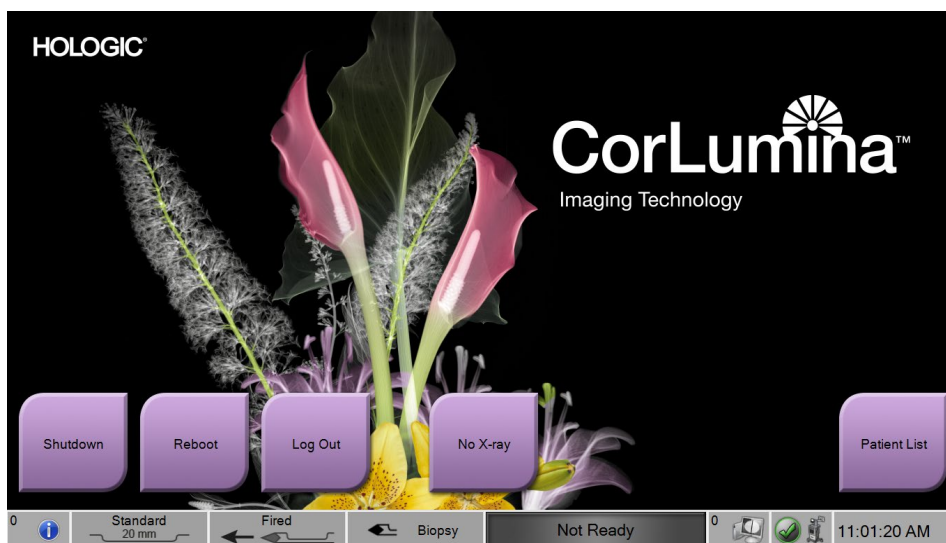 HOLOGIC®
CorLumina™
Imaging Technology
Shutdown
Reboot
Log Out
No X-ray
Patient List
0
Standard
20 mm
Fired
Biopsy
Not Ready
0
11:01:20 AM